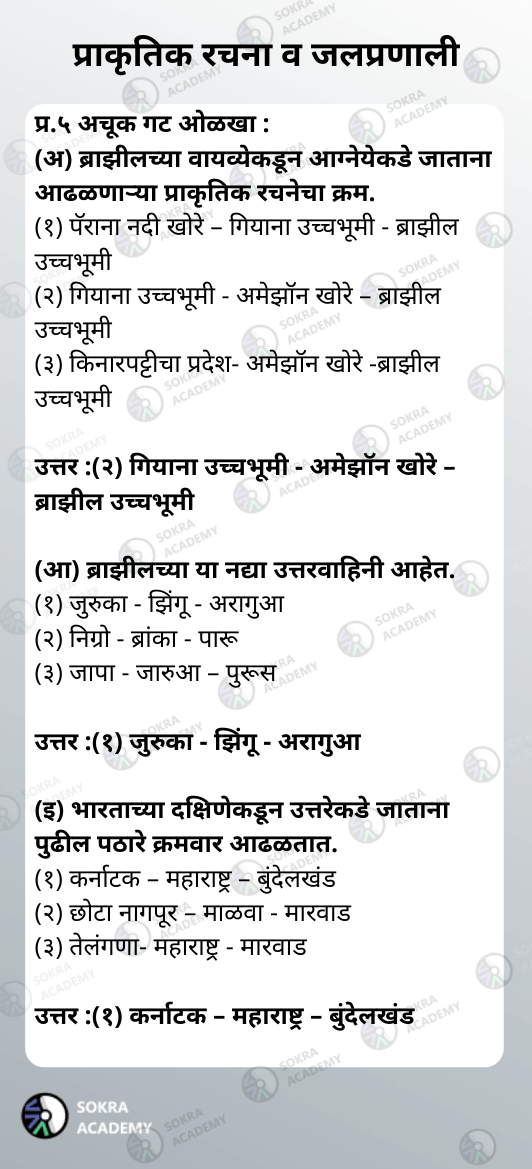 प्राकृतिक रचना व जलप्रणाली
प्र.५ अचूक गट ओळखा :
(अ) ब्राझीलच्या वायव्येकडून आग्नेयेकडे जाताना
आढळणाऱ्या प्राकृतिक रचनेचा क्रम.
(१) पॅराना नदी खोरे – गियाना उच्चभूमी - ब्राझील
उच्चभूमी
(२) गियाना उच्चभूमी - अमेझॉन खोरे – ब्राझील
उच्चभूमी
(३) किनारपट्टीचा प्रदेश- अमेझॉन खोरे -ब्राझील
उच्चभूमी
उत्तर :(२) गियाना उच्चभूमी - अमेझॉन खोरे –
ब्राझील उच्चभूमी
(आ) ब्राझीलच्या या नद्या उत्तरवाहिनी आहेत.
(१) जुरुका - झिंगू - अरागुआ
(२) निग्रो - ब्रांका - पारू
(३) जापा - जारुआ – पुरूस
उत्तर :(१) जुरुका - झिंगू - अरागुआ
(इ) भारताच्या दक्षिणेकडून उत्तरेकडे जाताना
पुढील पठारे क्रमवार आढळतात.
(१) कर्नाटक – महाराष्ट्र – बुंदेलखंड
(२) छोटा नागपूर – माळवा - मारवाड
(३) तेलंगणा- महाराष्ट्र - मारवाड
उत्तर :(१) कर्नाटक – महाराष्ट्र – बुंदेलखंड
SOKRA
ACADEMY